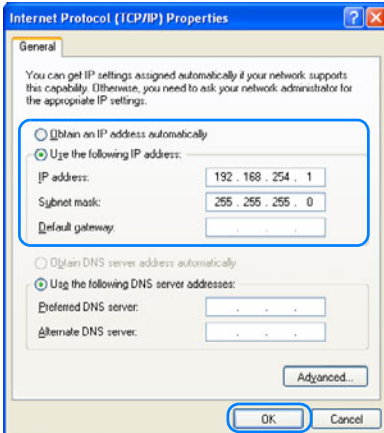 Internet Protocol (TCP/IP) Properties
General
You can get IP settings assigned automatically if your network supports
this capability. Otherwise, you need to ask your network administrator for
the appropriate IP settings.
Obtain an IP address automatically
Use the following IP address:
IP address: 192 . 168 . 254 . 1
Subnet mask: 255 . 255 . 255 . 0
Default gateway: . . .
Obtain DNS server address automatically
Use the following DNS server addresses:
Preferred DNS server: . . .
Alternate DNS server: . . .
Advanced...
OK Cancel